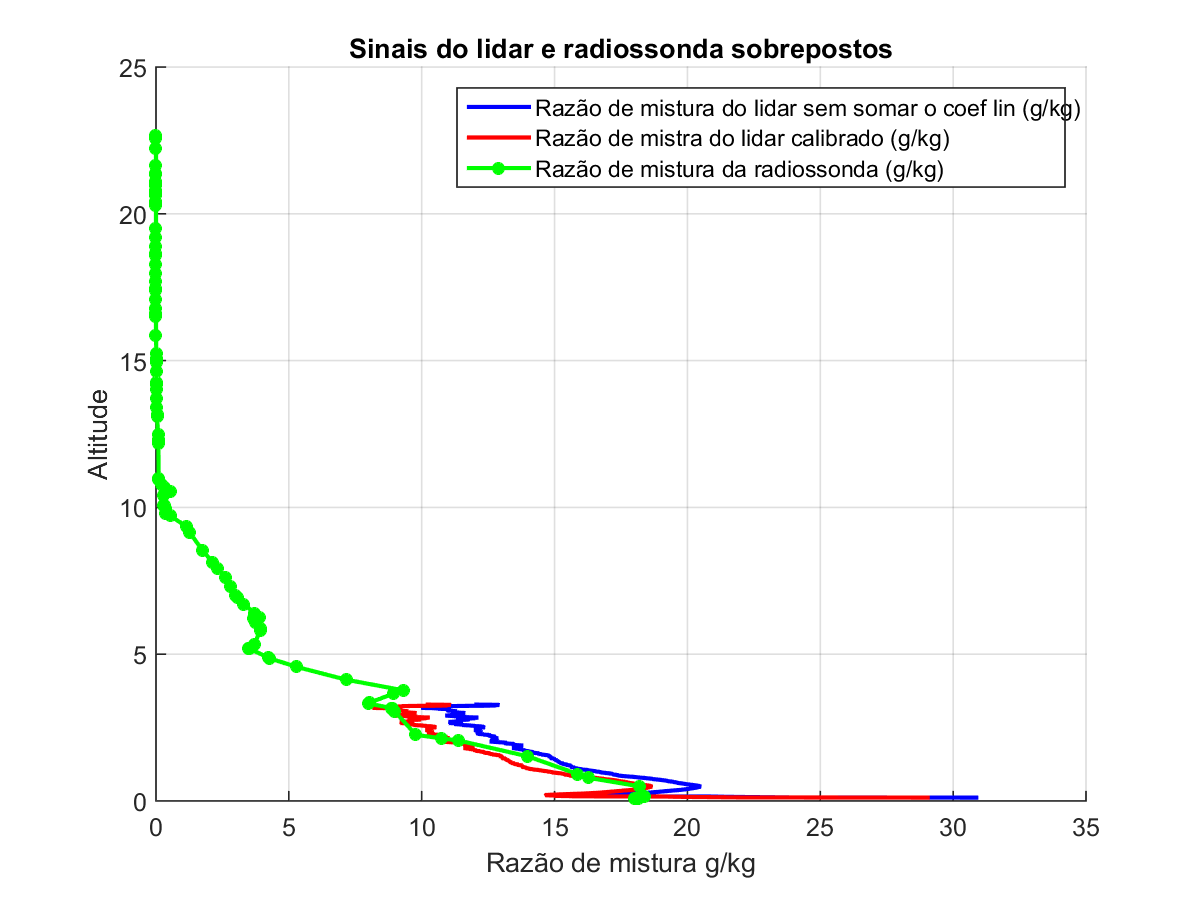 Sinais do lidar e radiossonda sobrepostos
25
Razão de mistura do lidar sem somar o coef lin (g/kg)
Razão de mistra do lidar calibrado (g/kg)
Razão de mistura da radiossonda (g/kg)
20
15
Altitude
10
5
0
0 5 10 15 20 25 30 35
Razão de mistura g/kg